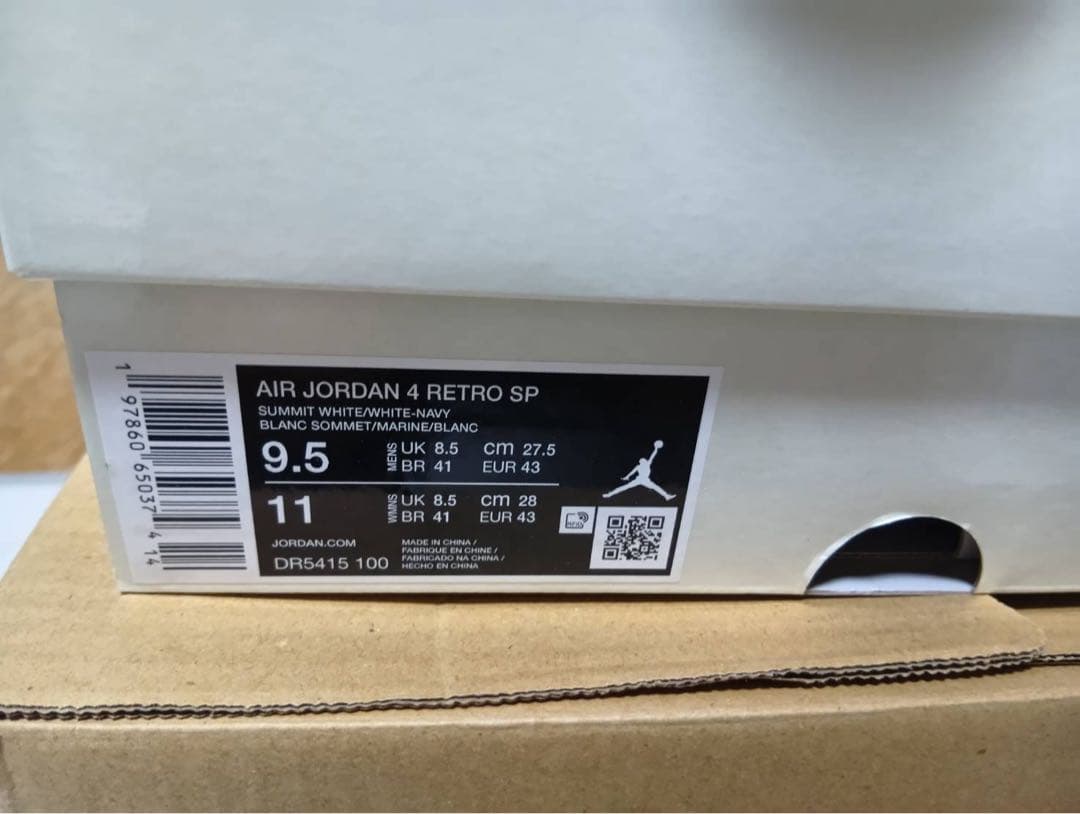 1 97860 65037 4 14
AIR JORDAN 4 RETRO SP
SUMMIT WHITE/WHITE-NAVY
BLANC SOMMET/MARINE/BLANC
9.5 MENS UK 8.5 cm 27.5
BR 41 EUR 43
11 WMNS UK 8.5 cm 28
BR 41 EUR 43
JORDAN.COM
DR5415 100
MADE IN CHINA /
FABRIQUE EN CHINE /
FABRICADO NA CHINA /
HECHO EN CHINA